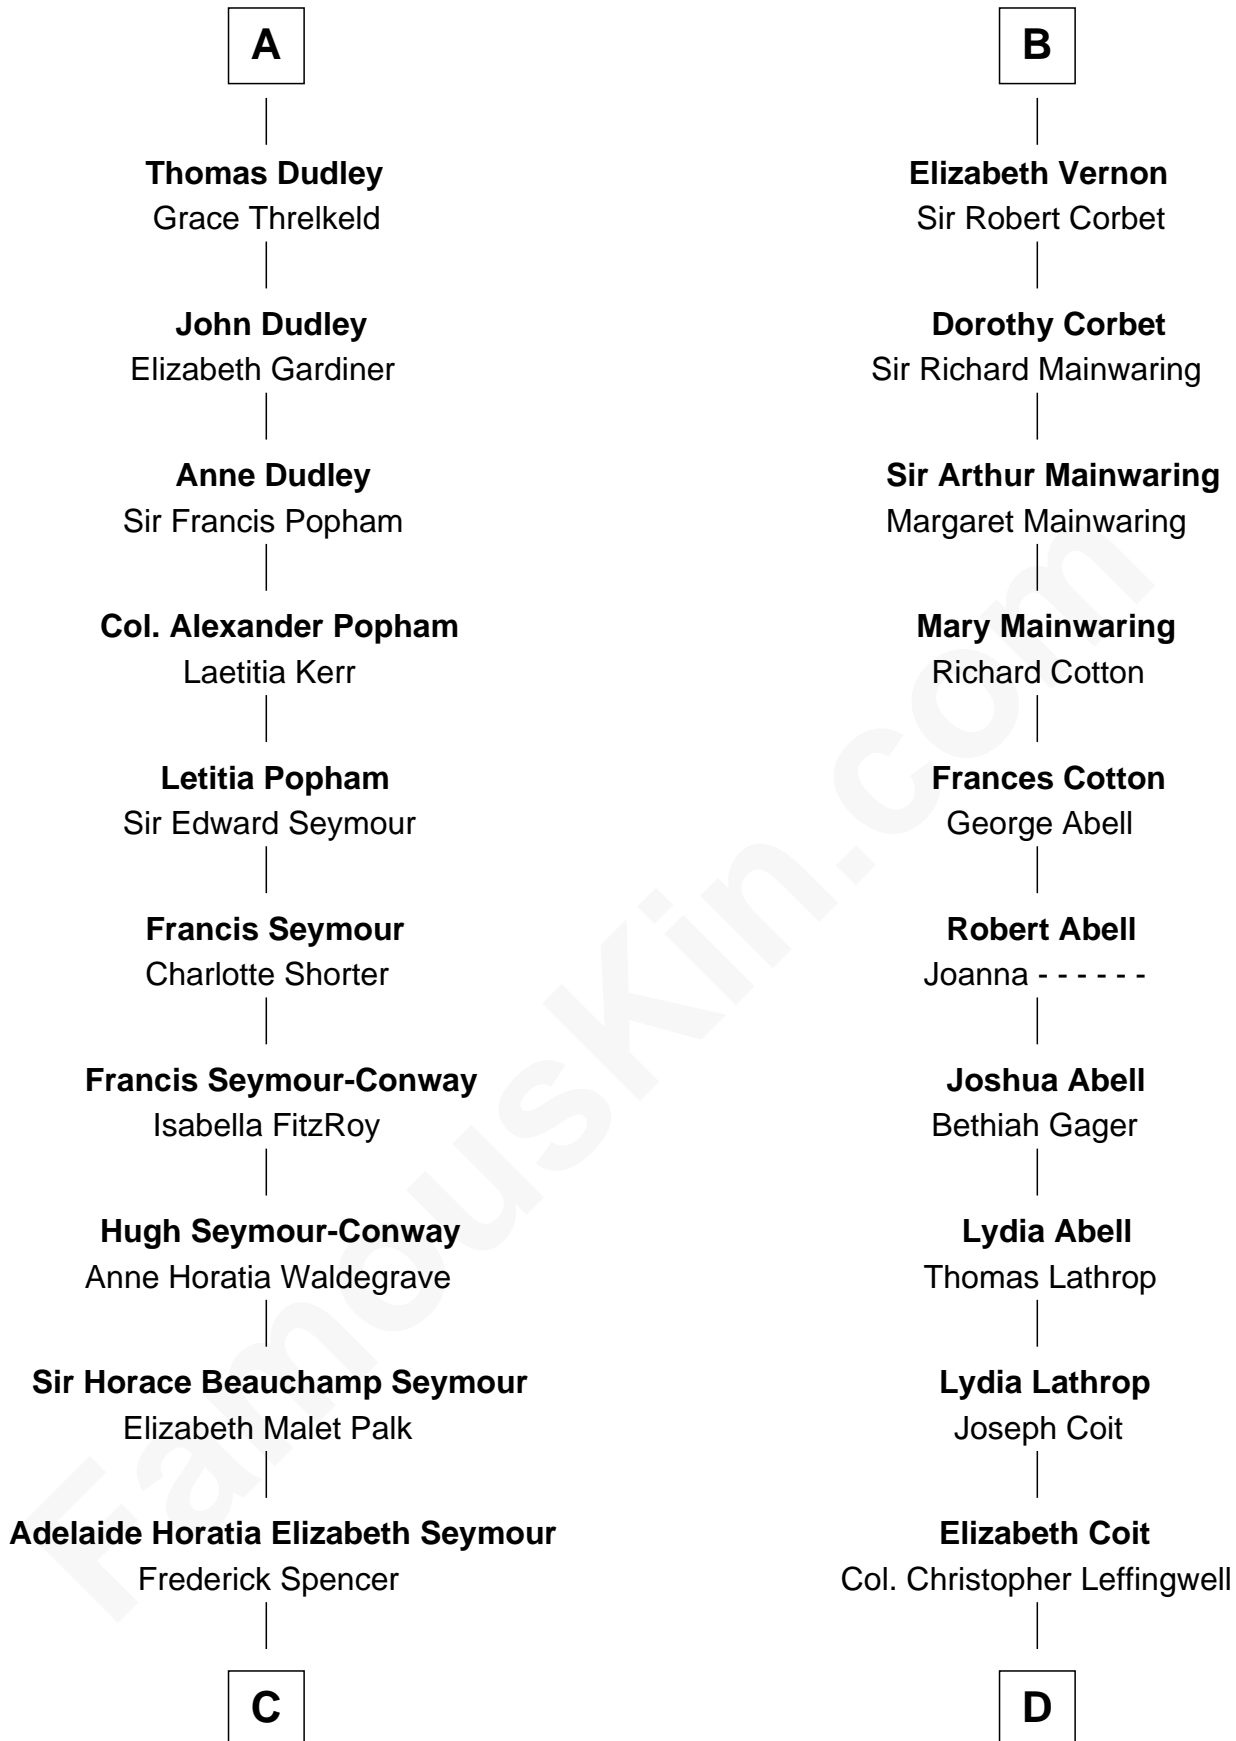 A
Thomas Dudley
Grace Threlkeld
John Dudley
Elizabeth Gardiner
Anne Dudley
Sir Francis Popham
Col. Alexander Popham
Laetitia Kerr
Letitia Popham
Sir Edward Seymour
Francis Seymour
Charlotte Shorter
Francis Seymour-Conway
Isabella FitzRoy
Hugh Seymour-Conway
Anne Horatia Waldegrave
Sir Horace Beauchamp Seymour
Elizabeth Malet Palk
Adelaide Horatia Elizabeth Seymour
Frederick Spencer
C
B
Elizabeth Vernon
Sir Robert Corbet
Dorothy Corbet
Sir Richard Mainwaring
Sir Arthur Mainwaring
Margaret Mainwaring
Mary Mainwaring
Richard Cotton
Frances Cotton
George Abell
Robert Abell
Joanna - - - - - -
Joshua Abell
Bethiah Gager
Lydia Abell
Thomas Lathrop
Lydia Lathrop
Joseph Coit
Elizabeth Coit
Col. Christopher Leffingwell
D
FamousKin.com